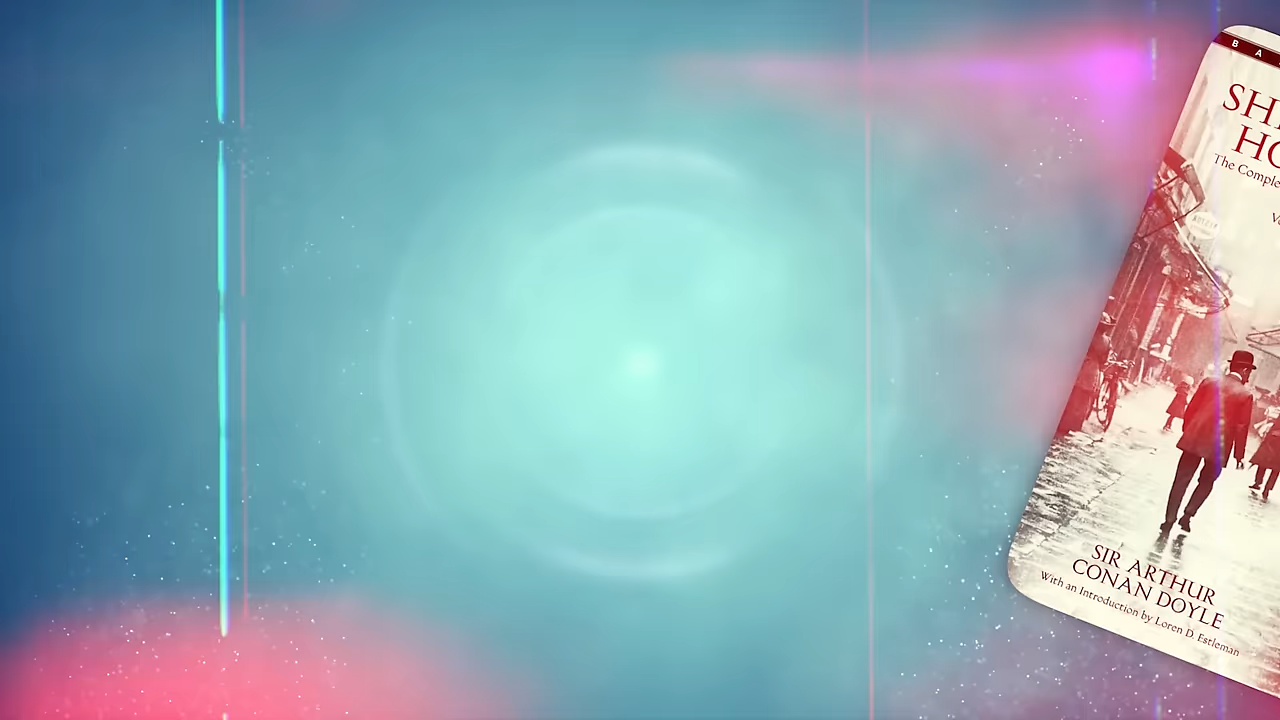 B A
SH
HO
The Comple
SIR ARTHUR
CONAN DOYLE
With an Introduction by Loren D. Estleman